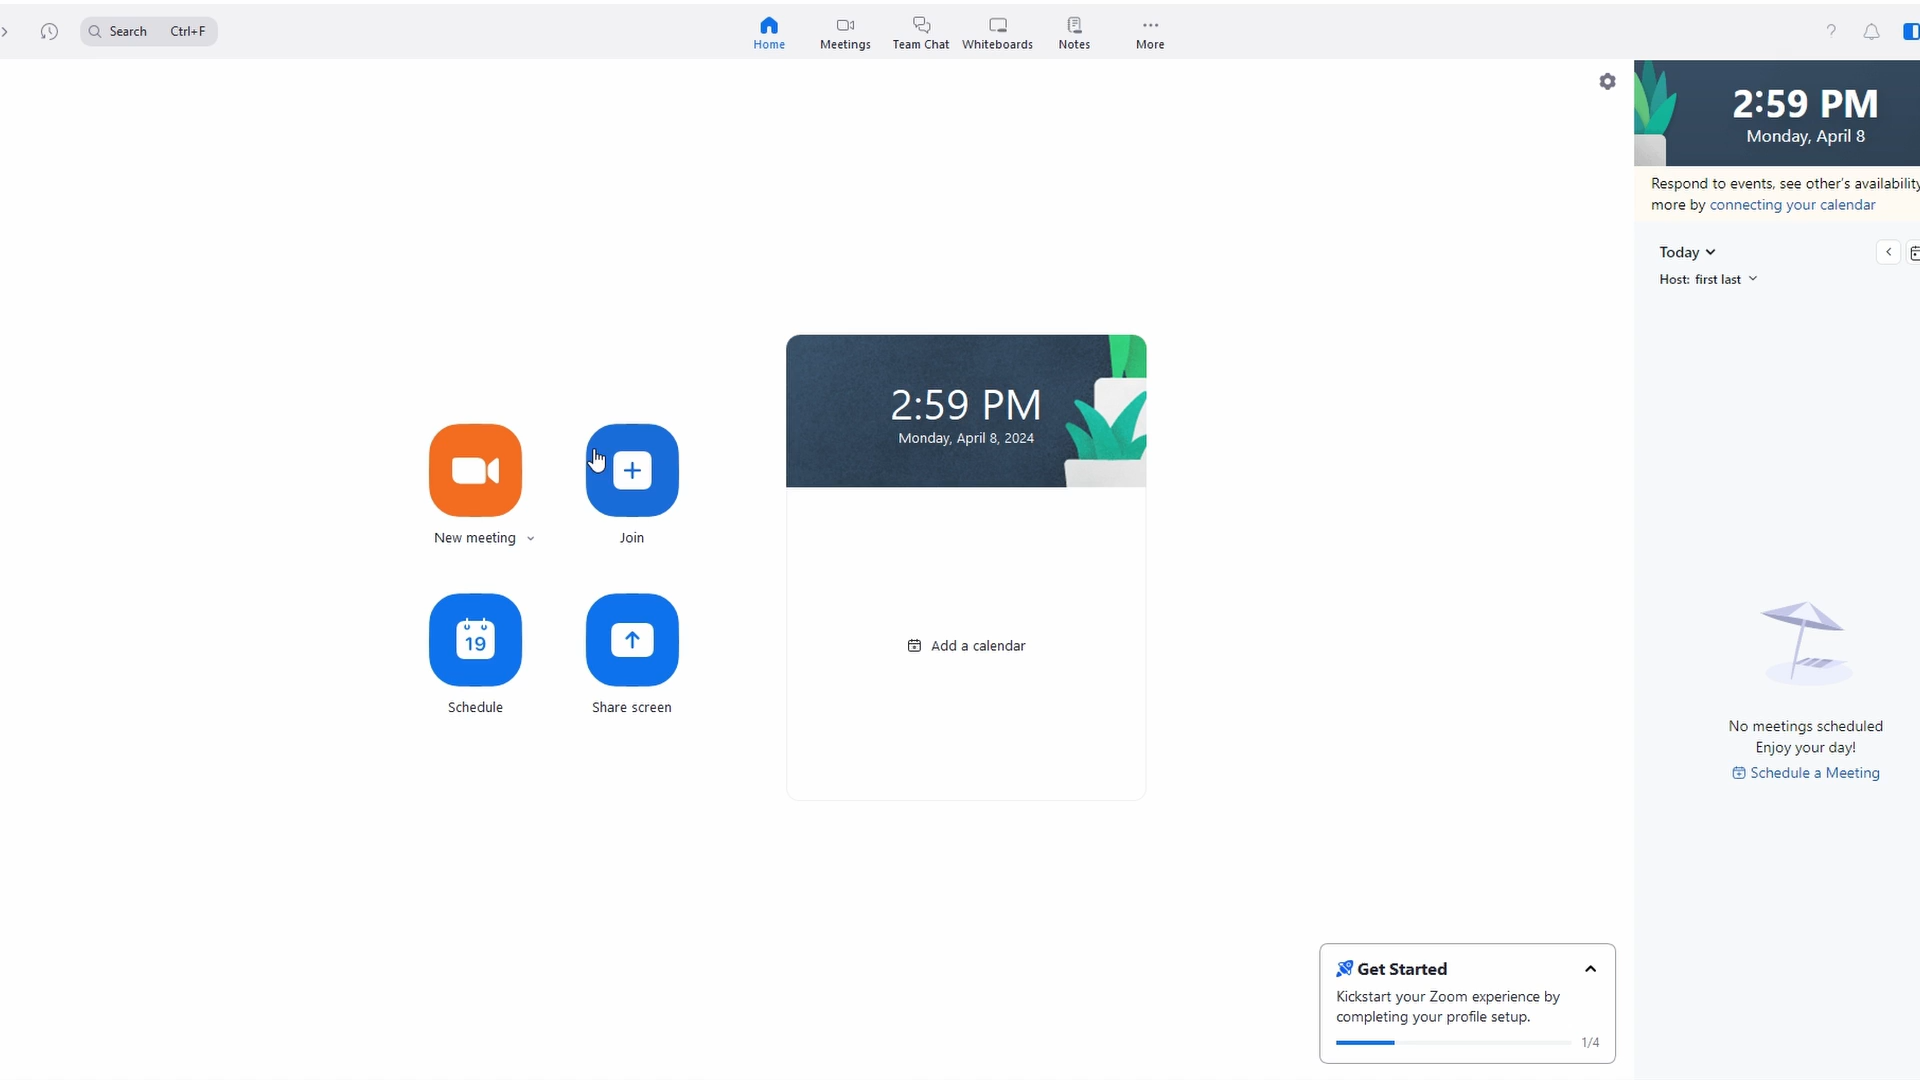 Search Ctrl+F
Home
Meetings
Team Chat
Whiteboards
Notes
More
?
2:59 PM
Monday, April 8
Respond to events, see other's availability
more by connecting your calendar
Today
Host: first last
2:59 PM
Monday, April 8, 2024
New meeting
Join
19
Schedule
Share screen
Add a calendar
No meetings scheduled
Enjoy your day!
Schedule a Meeting
Get Started
Kickstart your Zoom experience by
completing your profile setup.
1/4